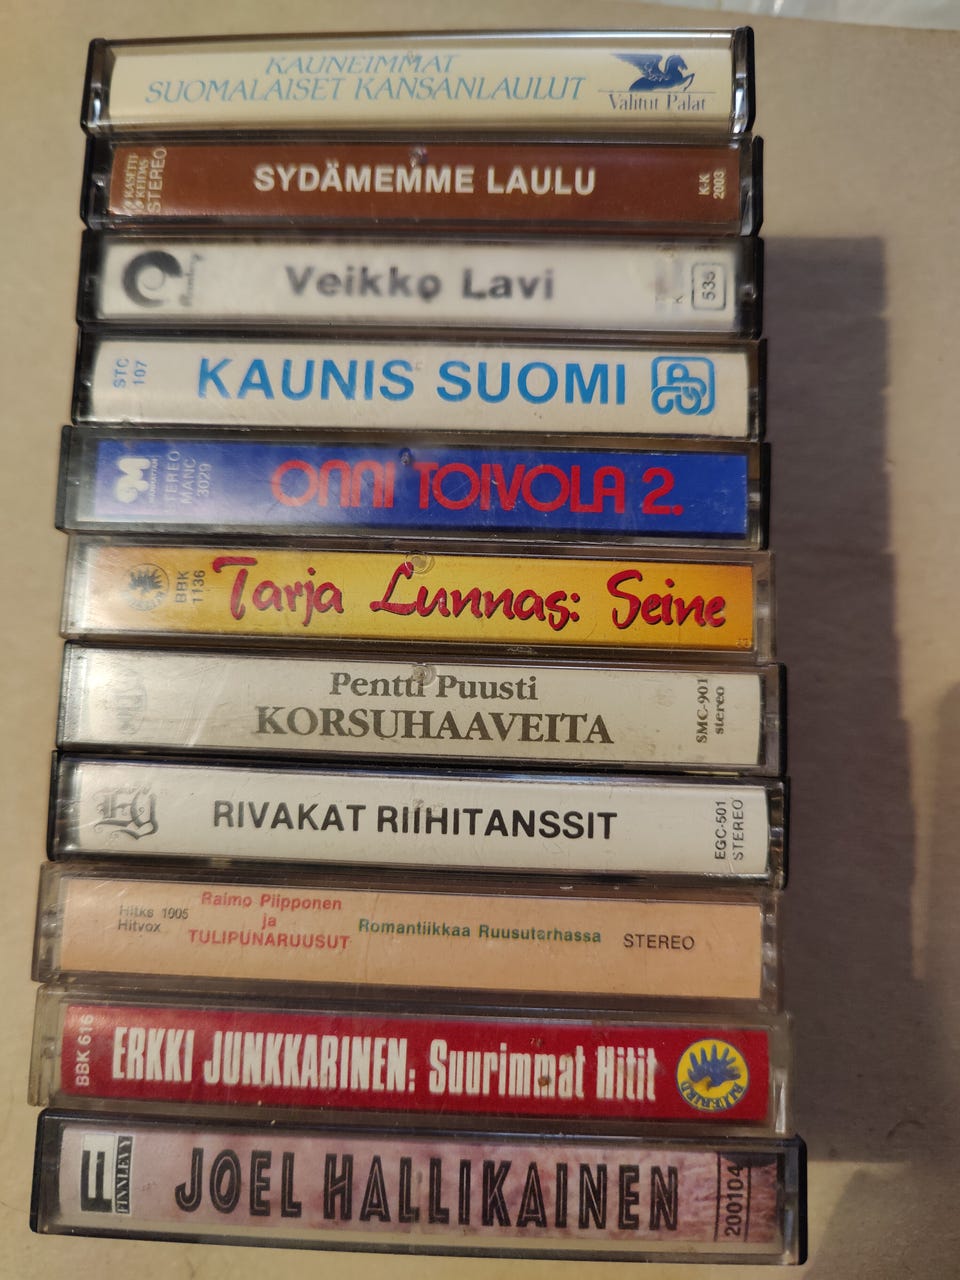 KAUNEIMMAT
SUOMALAISET KANSANLAULUT
Valitut Palat
KASETTI
KEIDAS
STEREO
SYDÄMEMME LAULU
K-K
2003
Veikko Lavi
K
535
STC
107
KAUNIS SUOMI
STEREO
MANC
3029
ONNI TOIVOLA 2.
BBK
1136
Tarja Lunnas: Seine
Pentti Puusti
KORSUHAAVEITA
SMC-901
stereo
EG
RIVAKAT RIIHITANSSIT
EGC-501
STEREO
Hitks 1005
Hitvox
Raimo Piipponen
ja
TULIPUNARUUSUT
Romantiikkaa Ruusutarhassa
STEREO
BBK 616
ERKKI JUNKKARINEN: Suurimmat Hitit
BLUEBIRD
F
FINNLEVY
JOEL HALLIKAINEN
200104